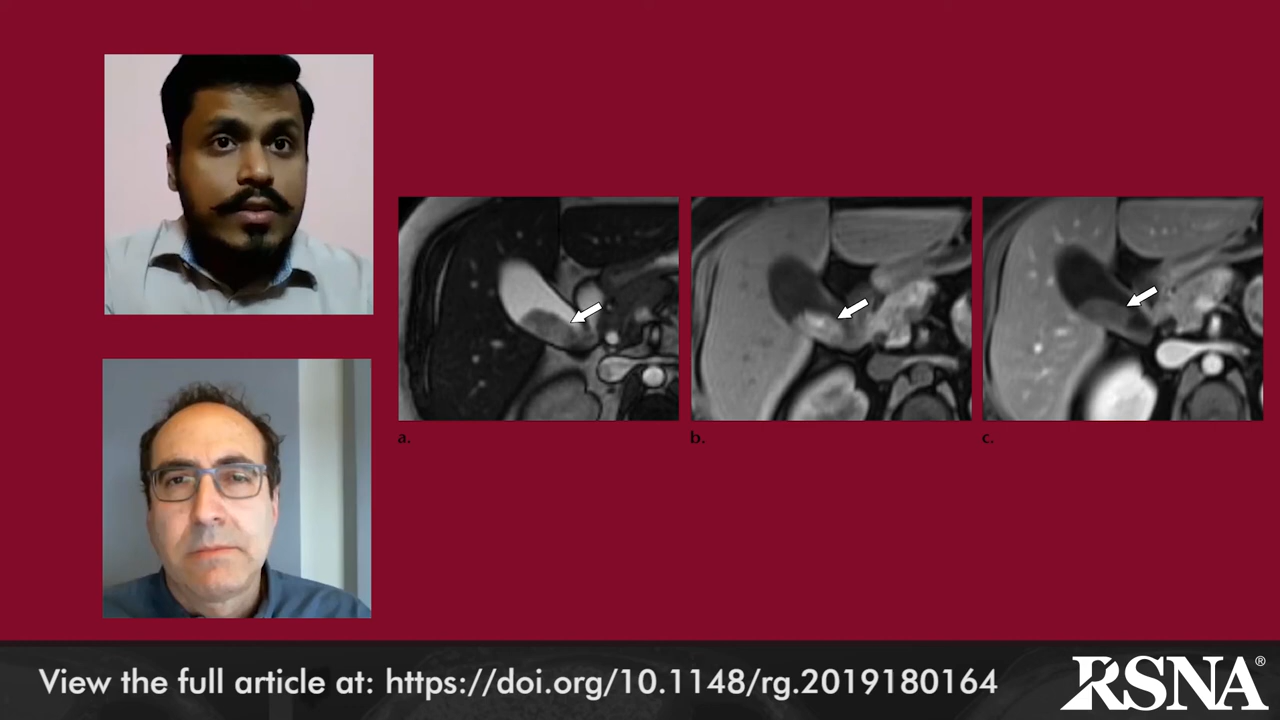 a.
b.
c.
View the full article at: https://doi.org/10.1148/rg.2019180164
RSNA®